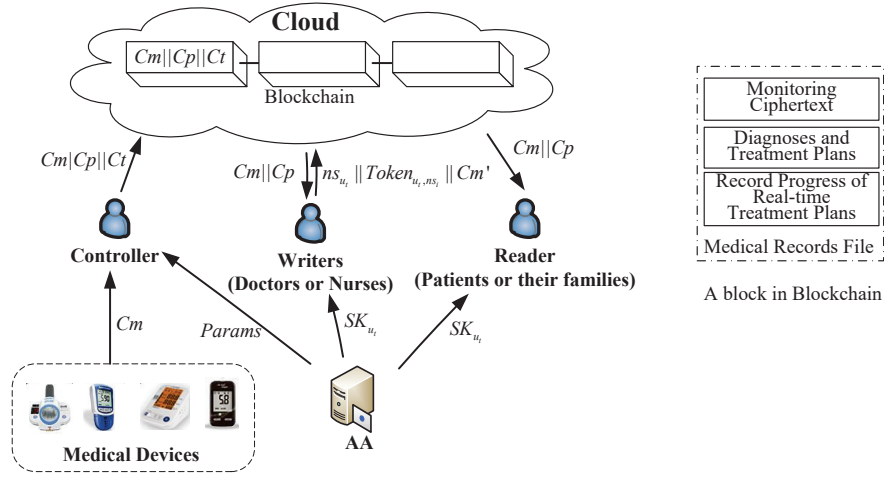 Cloud
Cm||Cp||Ct
Blockchain
Monitoring
Ciphertext
Diagnoses and
Treatment Plans
Record Progress of
Real-time
Treatment Plans
Medical Records File
A block in Blockchain
Cm|Cp||Ct
Cm||Cp
ns_{u_t} || Token_{u_t,ns_t} || Cm'
Cm||Cp
Controller
Writers
(Doctors or Nurses)
Reader
(Patients or their families)
Cm
Params
SK_{u_t}
SK_{u_t}
5.8
Medical Devices
AA